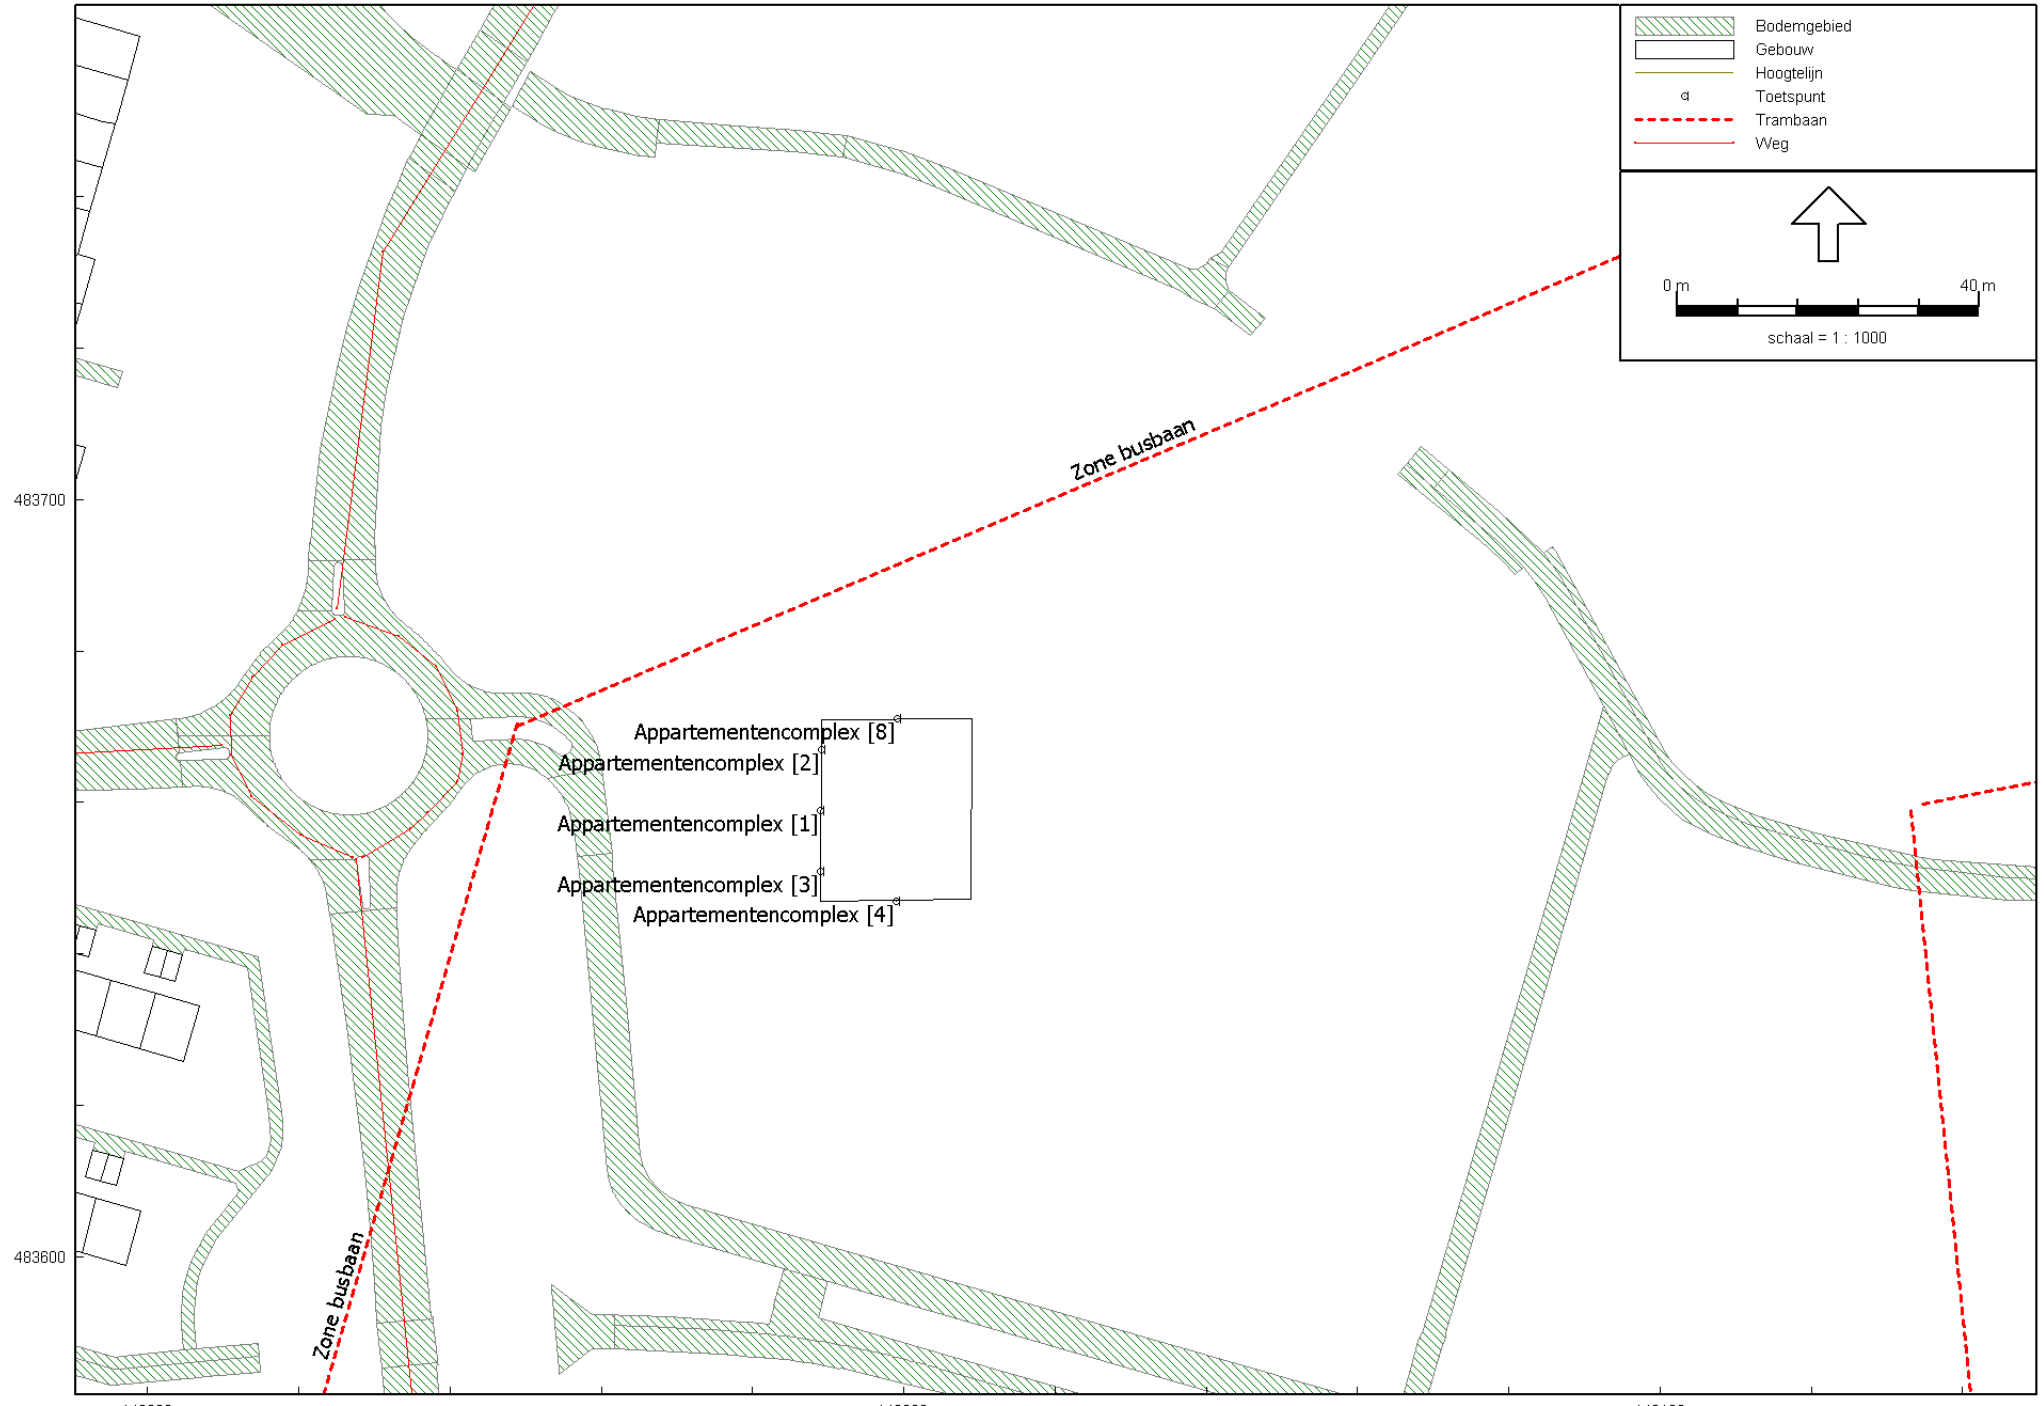 Bodemgebied
Gebouw
Hoogtelijn
Toetspunt
Trambaan
Weg
0 m 40 m
schaal = 1 : 1000
Zone busbaan
483700
Appartementencomplex [8]
Appartementencomplex [2]
Appartementencomplex [1]
Appartementencomplex [3]
Appartementencomplex [4]
483600
Zone busbaan